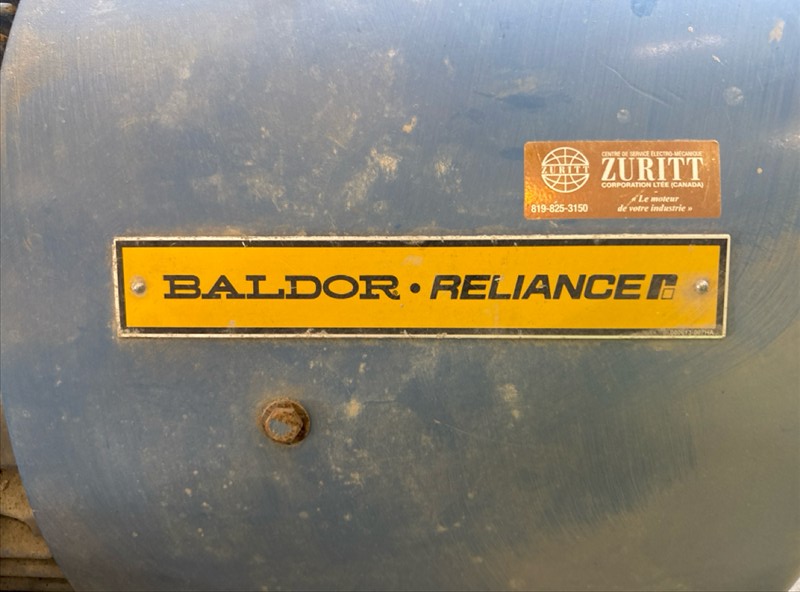 CENTRE DE SERVICE ÉLECTRO-MÉCANIQUE
ZURITT
ZURITT
CORPORATION LTÉE (CANADA)
819-825-3150
« Le moteur
de votre industrie »
BALDOR • RELIANCE